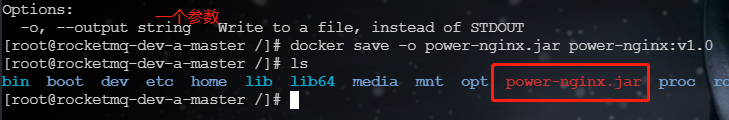 Options:
一个参数
-o, --output string   Write to a file, instead of STDOUT
[root@rocketmq-dev-a-master /]# docker save -o power-nginx.jar power-nginx:v1.0
[root@rocketmq-dev-a-master /]# ls
bin  boot  dev  etc  home  lib  lib64  media  mnt  opt  power-nginx.jar  proc
[root@rocketmq-dev-a-master /]#